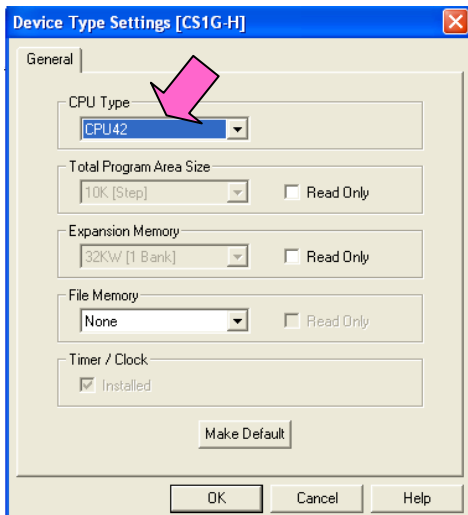 Device Type Settings [CS1G-H]
General
CPU Type
CPU42
Total Program Area Size
10K [Step]
Read Only
Expansion Memory
32KW [1 Bank]
Read Only
File Memory
None
Read Only
Timer / Clock
Installed
Make Default
OK
Cancel
Help